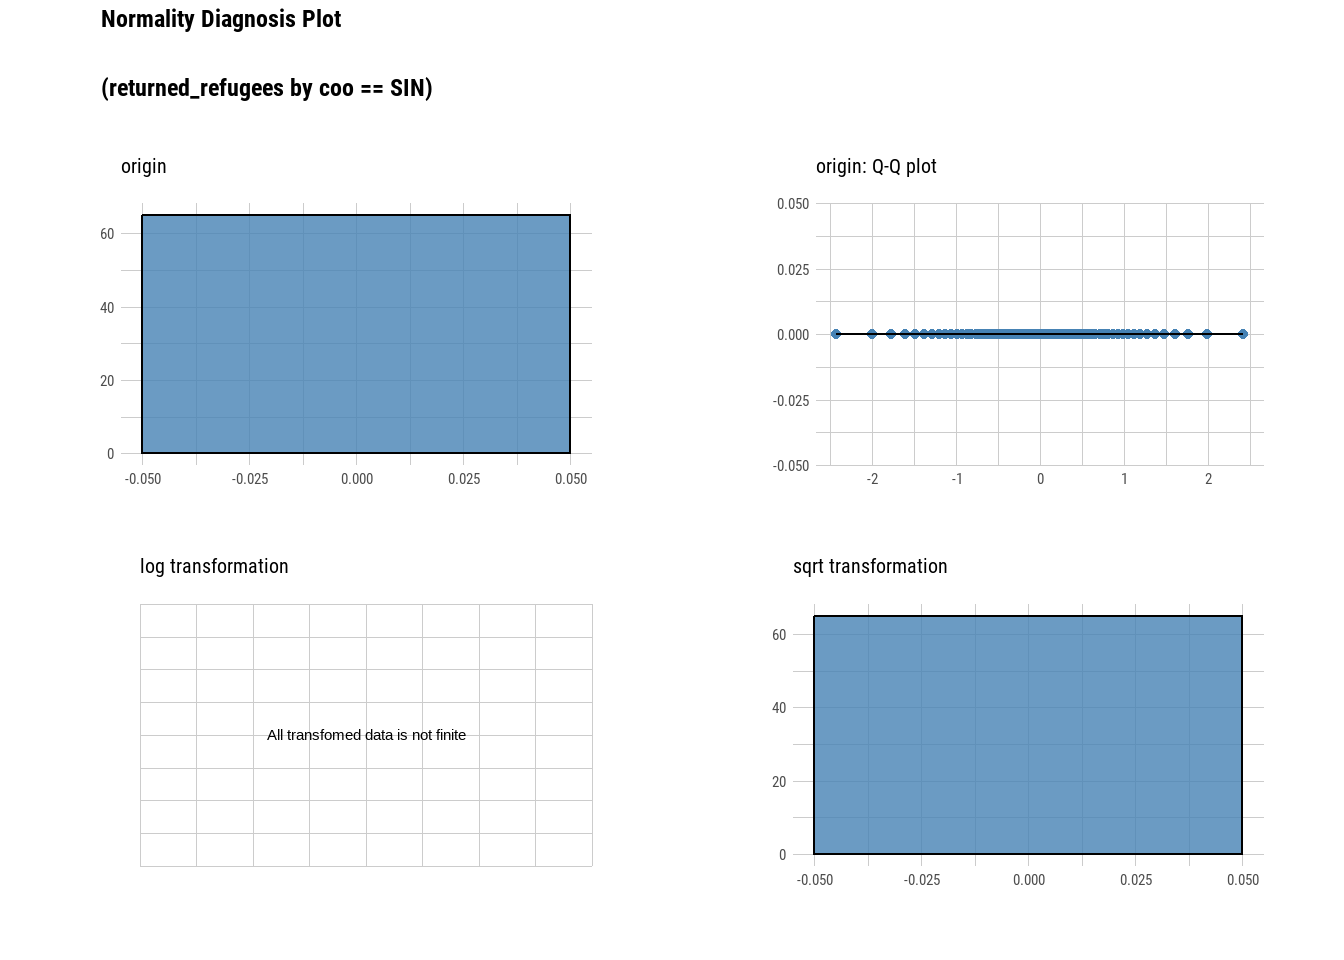 Normality Diagnosis Plot
(returned_refugees by coo == SIN)
origin
60
40
20
0
-0.050 -0.025 0.000 0.025 0.050
origin: Q-Q plot
0.050
0.025
0.000
-0.025
-0.050
-2 -1 0 1 2
log transformation
All transfomed data is not finite
sqrt transformation
60
40
20
0
-0.050 -0.025 0.000 0.025 0.050